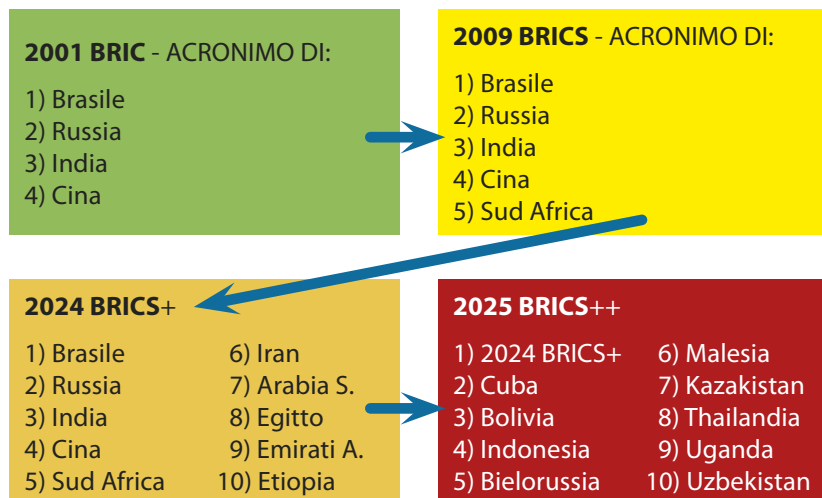 2001 BRIC - ACRONIMO DI:
1) Brasile
2) Russia
3) India
4) Cina
2009 BRICS - ACRONIMO DI:
1) Brasile
2) Russia
3) India
4) Cina
5) Sud Africa
2024 BRICS+
1) Brasile
2) Russia
3) India
4) Cina
5) Sud Africa
6) Iran
7) Arabia S.
8) Egitto
9) Emirati A.
10) Etiopia
2025 BRICS++
1) 2024 BRICS+
2) Cuba
3) Bolivia
4) Indonesia
5) Bielorussia
6) Malesia
7) Kazakistan
8) Thailandia
9) Uganda
10) Uzbekistan